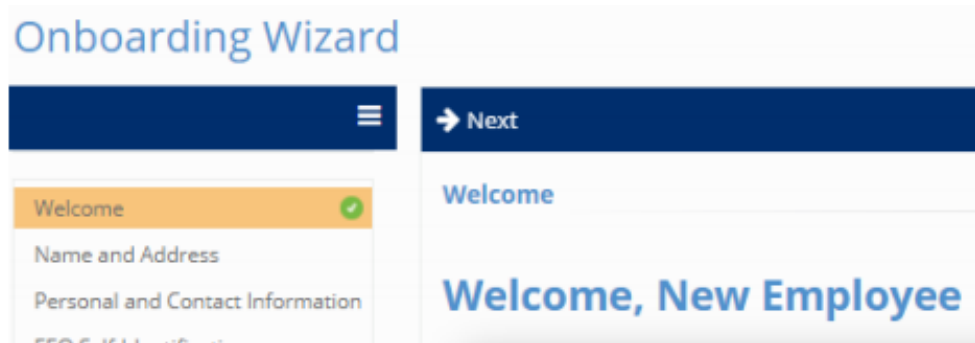 Onboarding Wizard
Next
Welcome
Name and Address
Personal and Contact Information
Welcome
Welcome, New Employee